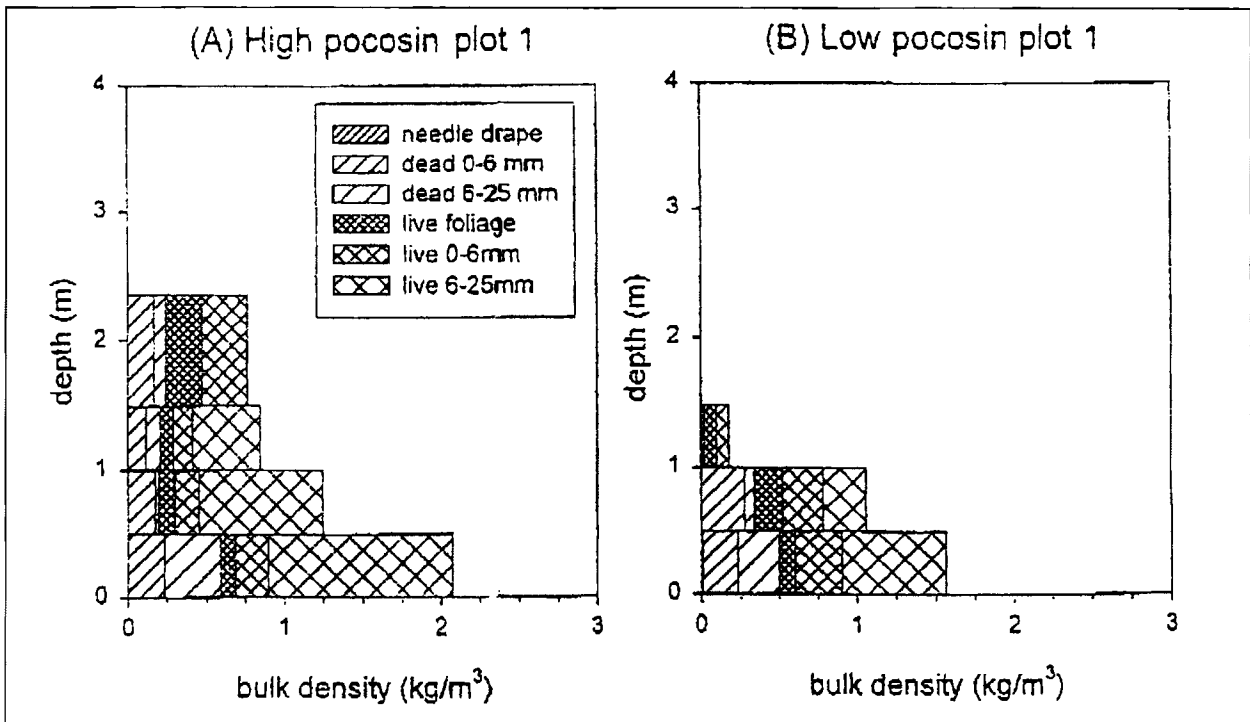 (A) High pocosin plot 1
4
3
2
1
0
depth (m)
needle drape
dead 0-6 mm
dead 6-25 mm
live foliage
live 0-6mm
live 6-25mm
0
1
2
3
bulk density (kg/m³)
(B) Low pocosin plot 1
4
3
2
1
0
depth (m)
0
1
2
3
bulk density (kg/m³)